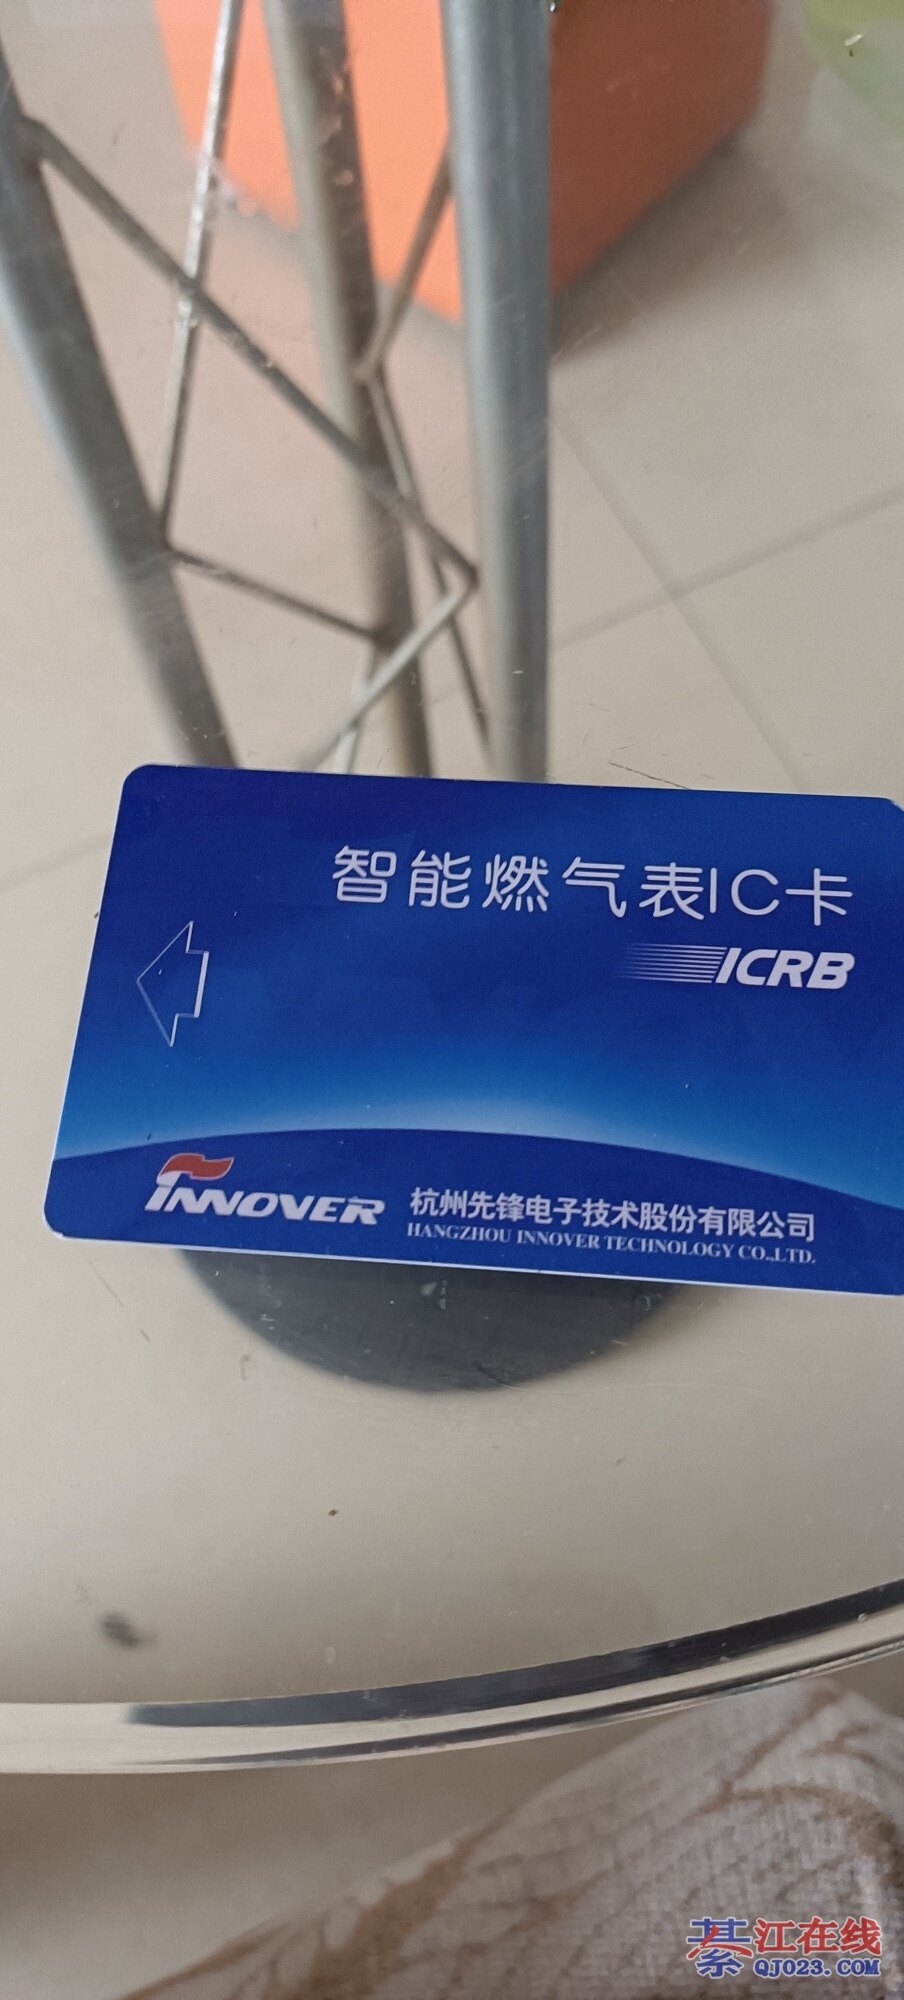 智能燃气表IC卡
ICRB
INNOVER 杭州先锋电子技术股份有限公司
HANGZHOU INNOVER TECHNOLOGY CO.,LTD.
綦江在线
QJ023.COM